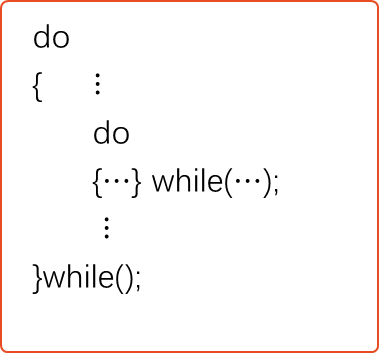 do
{ ⋮
do
{⋯} while(⋯);
⋮
}while();